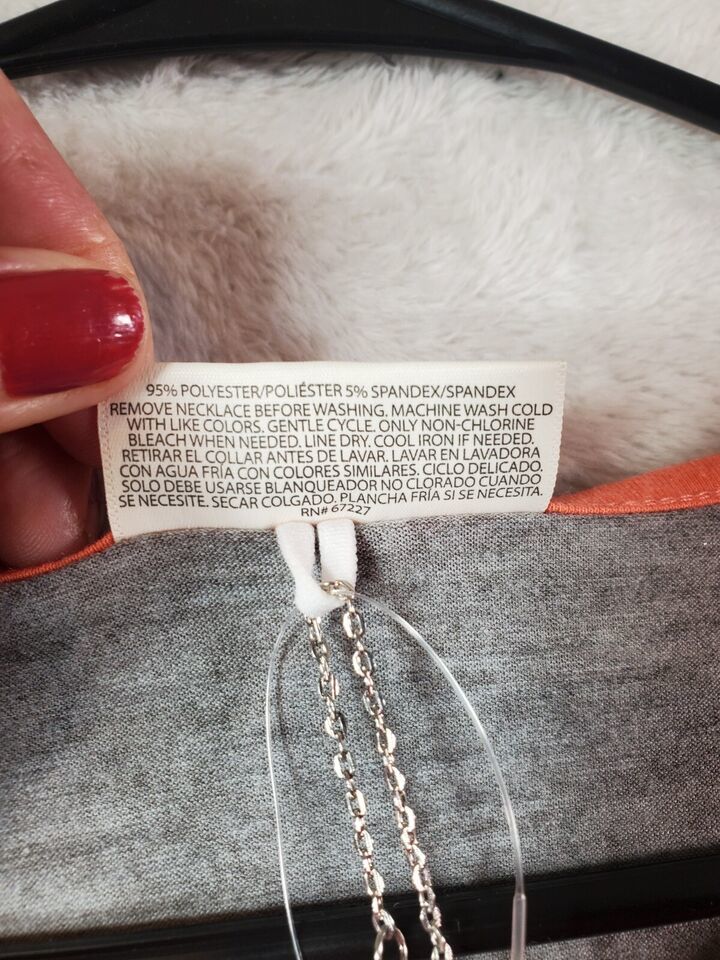 95% POLYESTER/POLIÉSTER 5% SPANDEX/SPANDEX
REMOVE NECKLACE BEFORE WASHING. MACHINE WASH COLD
WITH LIKE COLORS. GENTLE CYCLE. ONLY NON-CHLORINE
BLEACH WHEN NEEDED. LINE DRY. COOL IRON IF NEEDED.
RETIRAR EL COLLAR ANTES DE LAVAR. LAVAR EN LAVADORA
CON AGUA FRÍA CON COLORES SIMILARES. CICLO DELICADO.
SOLO DEBE USARSE BLANQUEADOR NO CLORADO CUANDO
SE NECESITE. SECAR COLGADO. PLANCHA FRÍA SI SE NECESITA.
RN# 67227